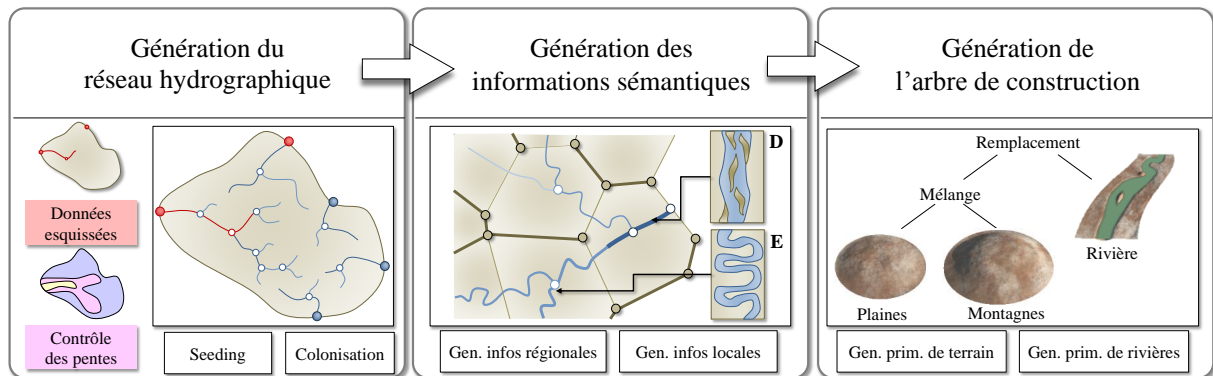 Génération du
réseau hydrographique
Données
esquissées
Contrôle
des pentes
Seeding
Colonisation
Génération des
informations sémantiques
D
E
Gen. infos régionales
Gen. infos locales
Génération de
l’arbre de construction
Remplacement
Mélange
Rivière
Plaines
Montagnes
Gen. prim. de terrain
Gen. prim. de rivières